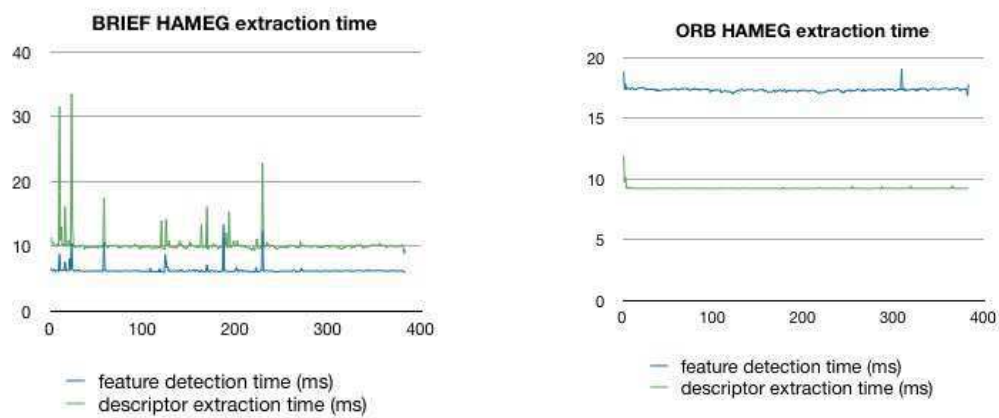 BRIEF HAMEG extraction time
40
30
20
10
0
0 100 200 300 400
feature detection time (ms)
descriptor extraction time (ms)
ORB HAMEG extraction time
20
15
10
5
0
0 100 200 300 400
feature detection time (ms)
descriptor extraction time (ms)